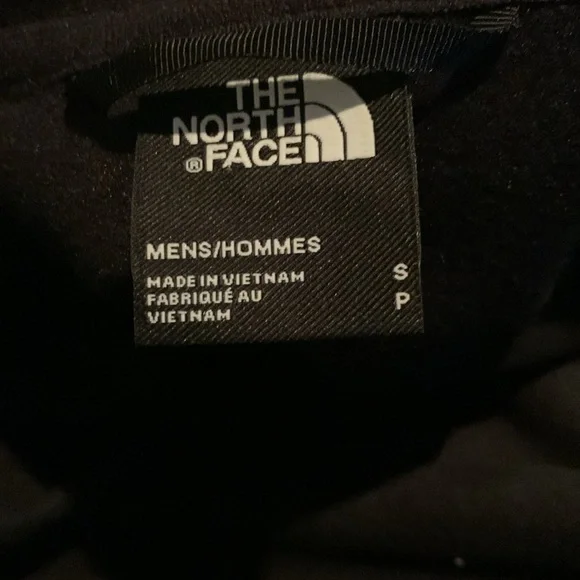 THE
NORTH
® FACE
MENS/HOMMES
MADE IN VIETNAM S
FABRIQUÉ AU P
VIETNAM